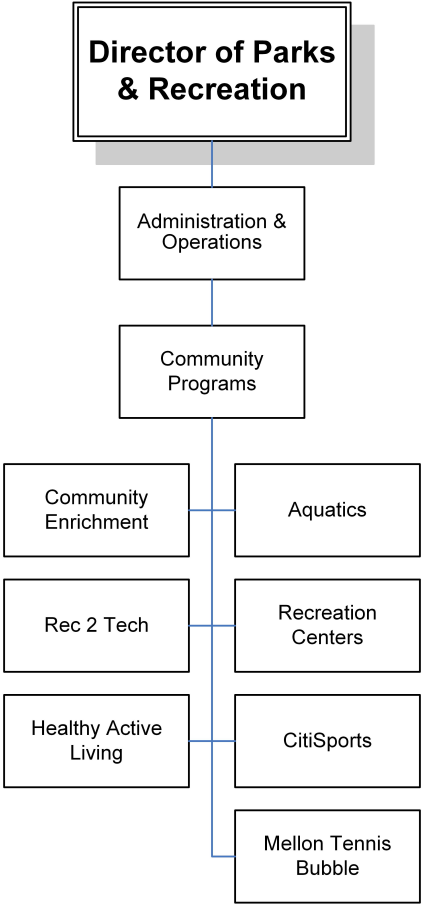 Director of Parks
& Recreation
Administration &
Operations
Community
Programs
Community
Enrichment
Aquatics
Rec 2 Tech
Recreation
Centers
Healthy Active
Living
CitiSports
Mellon Tennis
Bubble